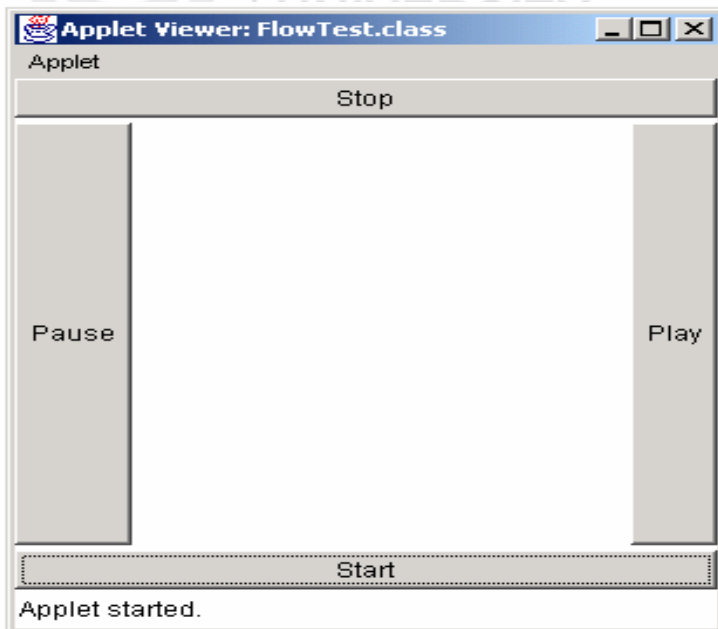 Applet Viewer: FlowTest.class
Applet
Stop
Pause
Play
Start
Applet started.